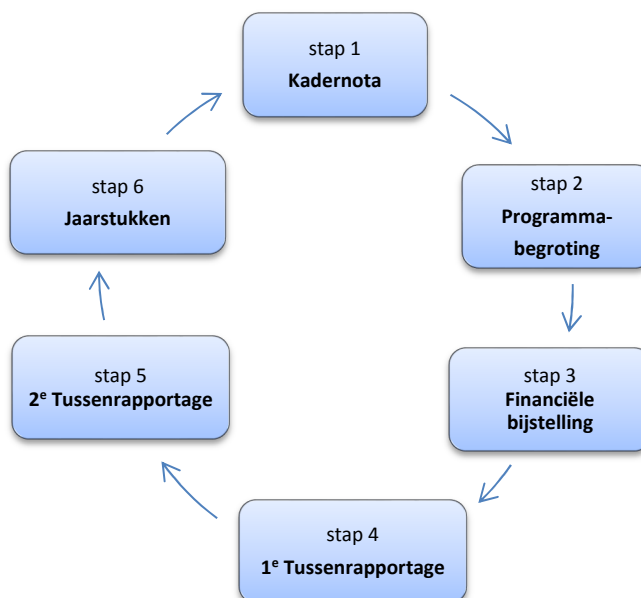 stap 1
Kadernota
stap 2
Programma-
begroting
stap 3
Financiële
bijstelling
stap 4
1e Tussenrapportage
stap 5
2e Tussenrapportage
stap 6
Jaarstukken